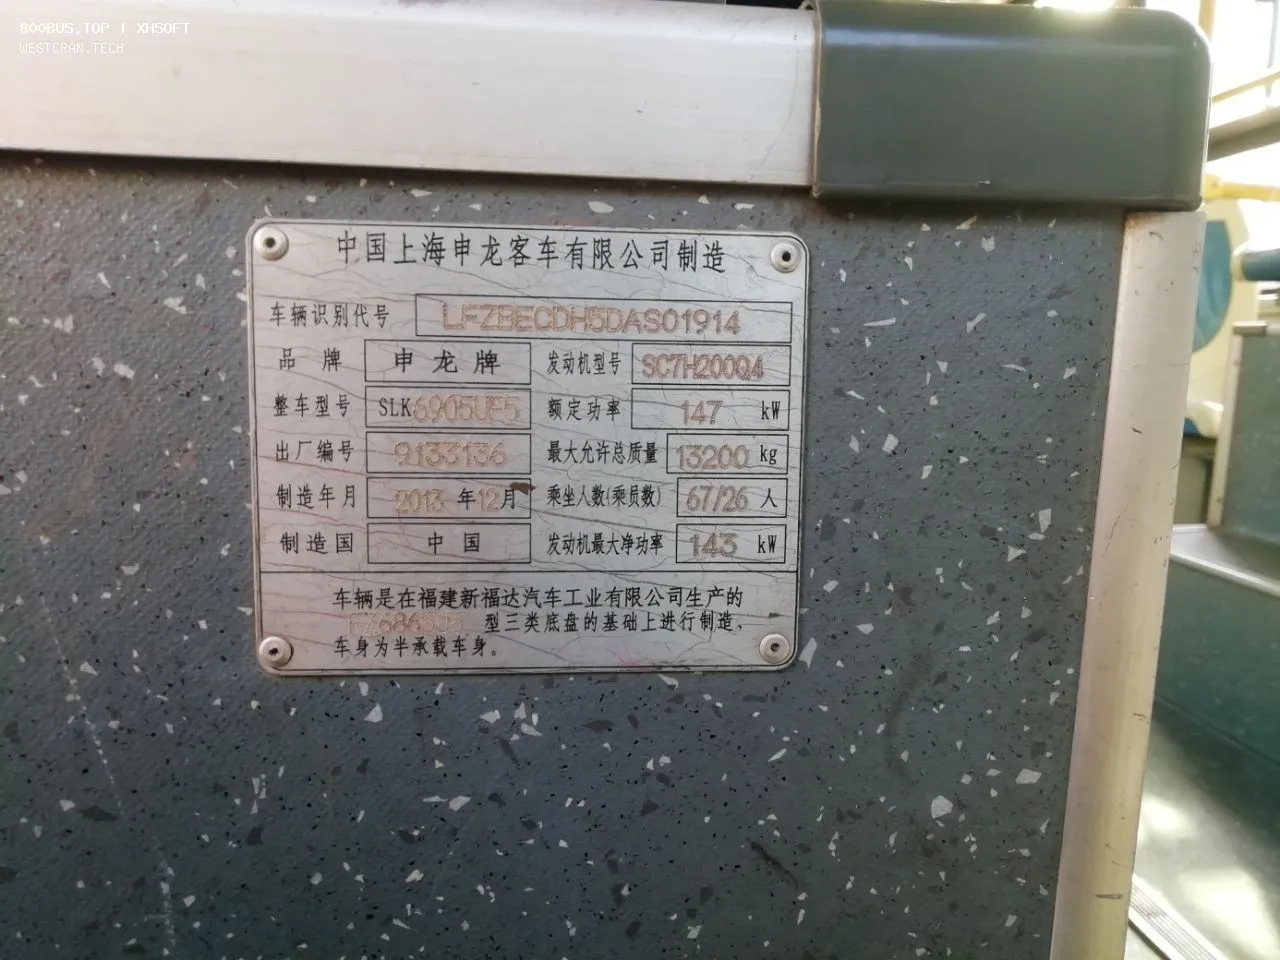 800BUS.TOP | XHSOFT
WESTCRAN.TECH
中国上海申龙客车有限公司制造
车辆识别代号 LFZBECDH5DAS01914
品牌 申龙牌 发动机型号 SC7H200Q4
整车型号 SLK6905UF5 额定功率 147 kW
出厂编号 9133136 最大允许总质量 13200 kg
制造年月 2013 年 12 月 乘坐人数(乘员数) 67/26 人
制造国 中国 发动机最大净功率 143 kW
车辆是在福建新福达汽车工业有限公司生产的
型三类底盘的基础上进行制造,
车身为半承载车身。